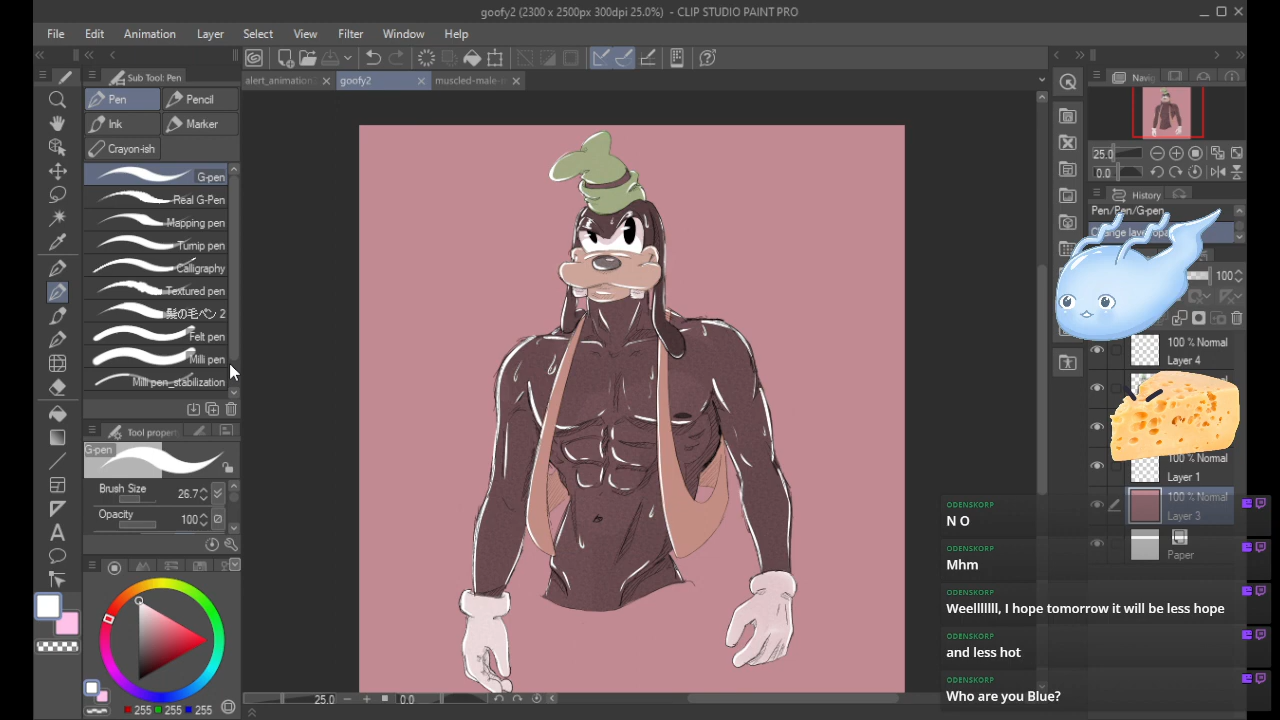 goofy2 (2300 x 2500px 300dpi 25.0%) - CLIP STUDIO PAINT PRO
File Edit Animation Layer Select View Filter Window Help
Sub Tool: Pen
alert_animation
goofy2
muscled-male-
Pen
Pencil
Ink
Marker
Crayon-ish
G-pen
Real G-Pen
Mapping pen
Turnip pen
Calligraphy
Textured pen
髪の毛ペン 2
Felt pen
Milli pen
Milli pen_stabilization
Tool proper
G-pen
Brush Size 26.7
Opacity 100
255 255 255
25.0
0.0
Navig
25.0
0.0
History
Pen/Pen/G-pen
100
100 % Normal
Layer 4
100 % Normal
Layer 1
100 % Normal
Layer 3
Paper
ODENSKORP
N O
ODENSKORP
Mhm
ODENSKORP
Weelllllll, I hope tomorrow it will be less hope
ODENSKORP
and less hot
ODENSKORP
Who are you Blue?